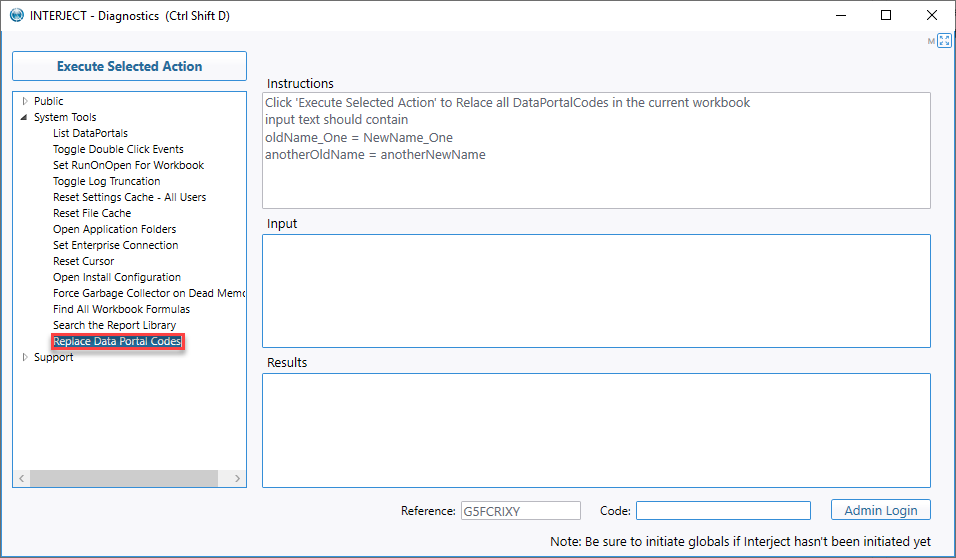 INTERJECT - Diagnostics (Ctrl Shift D)
M
Execute Selected Action
Public
System Tools
List DataPortals
Toggle Double Click Events
Set RunOnOpen For Workbook
Toggle Log Truncation
Reset Settings Cache - All Users
Reset File Cache
Open Application Folders
Set Enterprise Connection
Reset Cursor
Open Install Configuration
Force Garbage Collector on Dead Memo
Find All Workbook Formulas
Search the Report Library
Replace Data Portal Codes
Support
Instructions
Click 'Execute Selected Action' to Relace all DataPortalCodes in the current workbook
input text should contain
oldName_One = NewName_One
anotherOldName = anotherNewName
Input
Results
Reference: G5FCRIXY Code: Admin Login
Note: Be sure to initiate globals if Interject hasn't been initiated yet